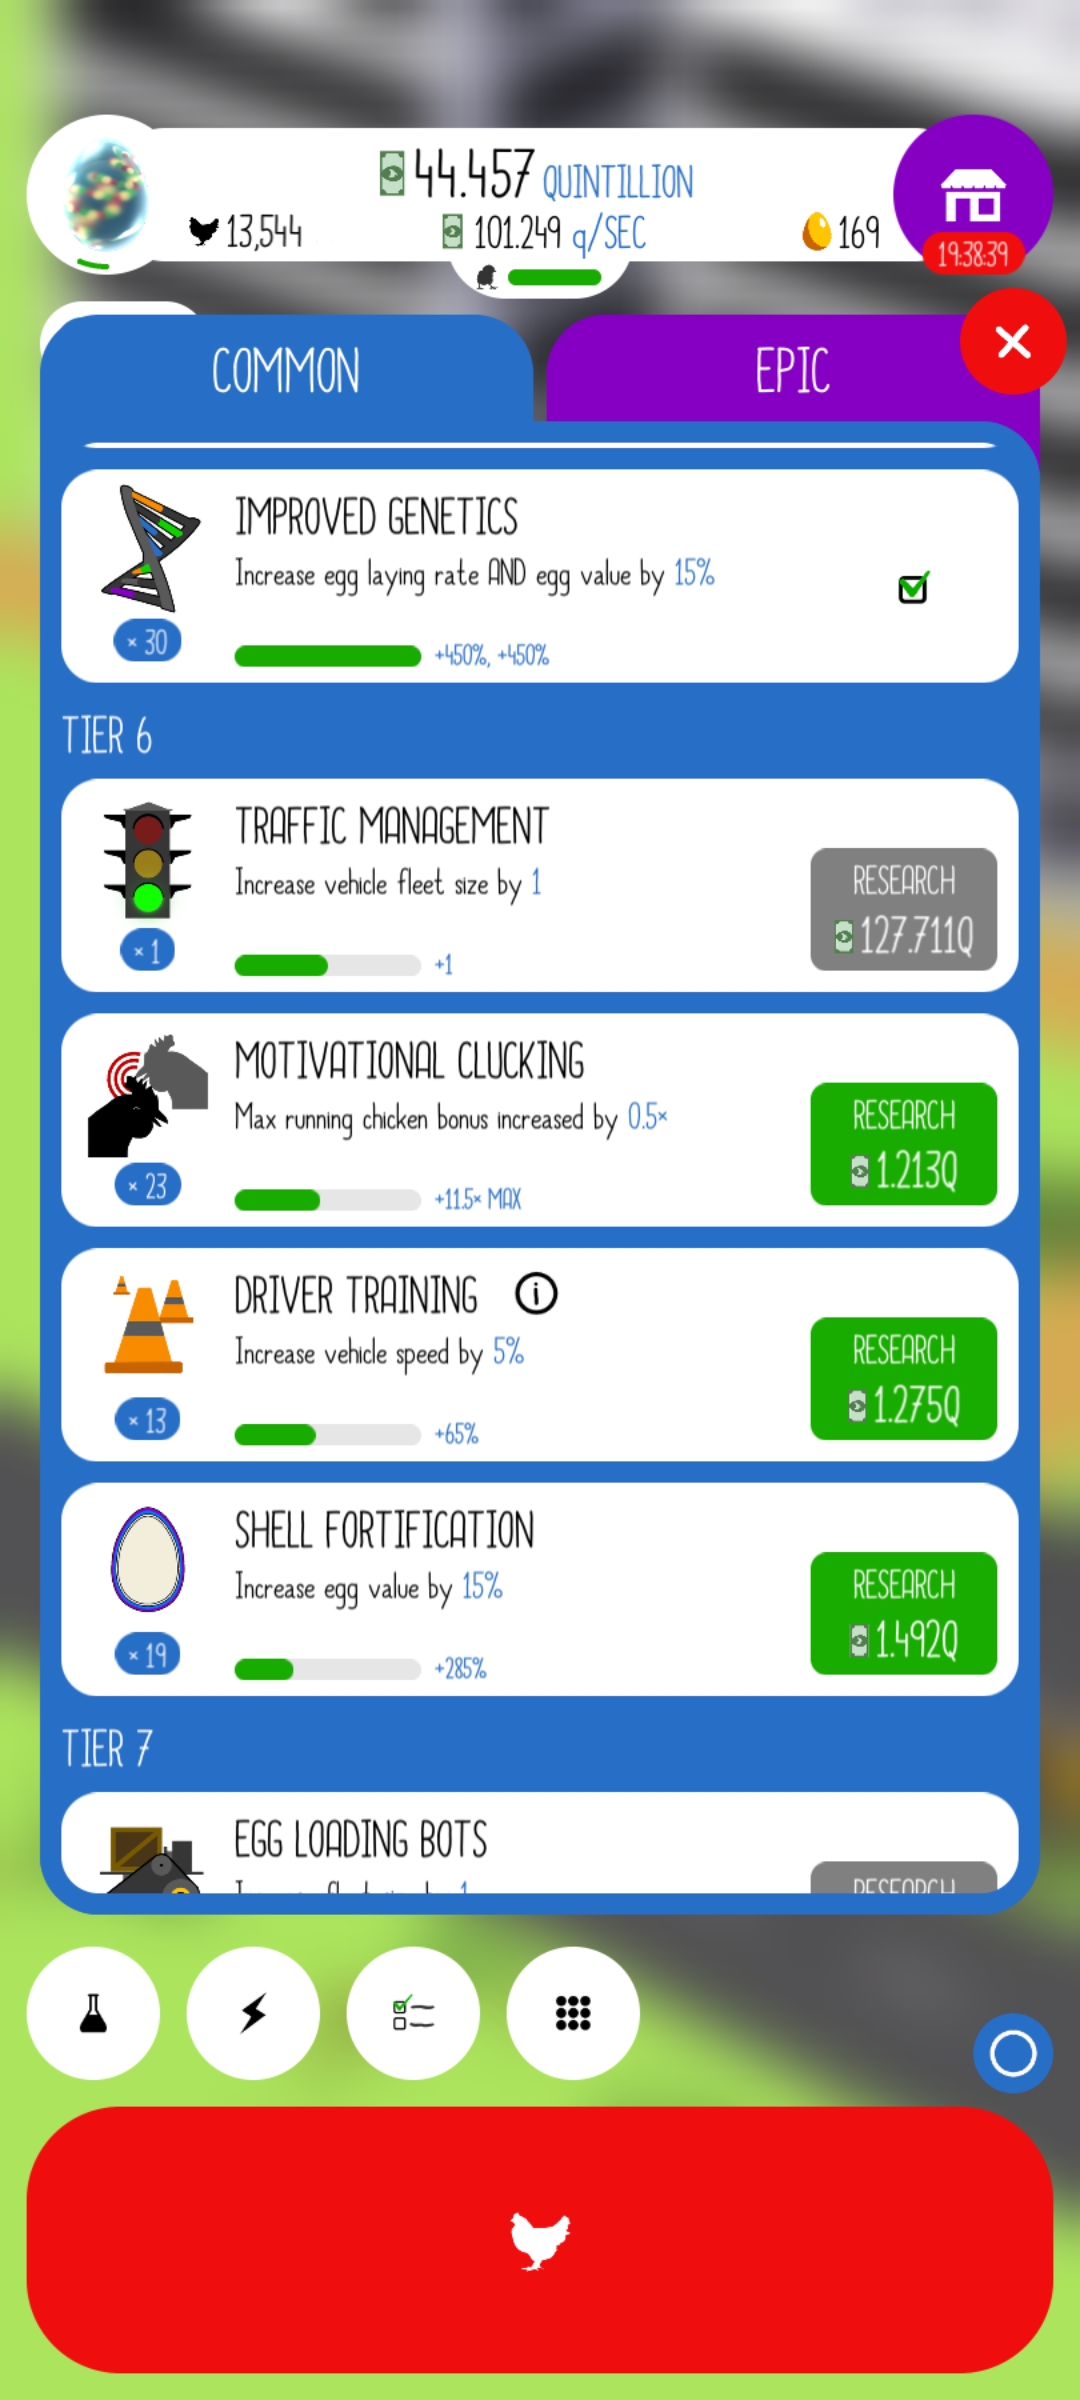 44.457 QUINTILLION
13,544
101.249 q/SEC
169
19:38:39
COMMON
EPIC
IMPROVED GENETICS
Increase egg laying rate AND egg value by 15%
× 30
+450%, +450%
TIER 6
TRAFFIC MANAGEMENT
Increase vehicle fleet size by 1
RESEARCH
127.711Q
× 1
+1
MOTIVATIONAL CLUCKING
Max running chicken bonus increased by 0.5×
RESEARCH
1.213Q
× 23
+11.5× MAX
DRIVER TRAINING
Increase vehicle speed by 5%
RESEARCH
1.275Q
× 13
+65%
SHELL FORTIFICATION
Increase egg value by 15%
RESEARCH
1.492Q
× 19
+285%
TIER 7
EGG LOADING BOTS
RESEARCH